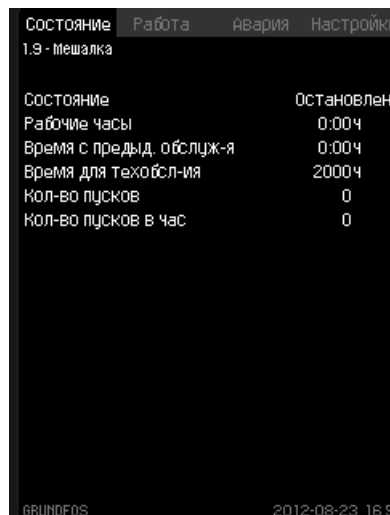 Состояние Работа Авария Настройки
1.9 - Мешалка
Состояние Остановлен
Рабочие часы 0:00ч
Время с предыд. обслуж-я 0:00ч
Время для техобсл-ия 2000ч
Кол-во пусков 0
Кол-во пусков в час 0
GRUNDFOS 2012-08-23